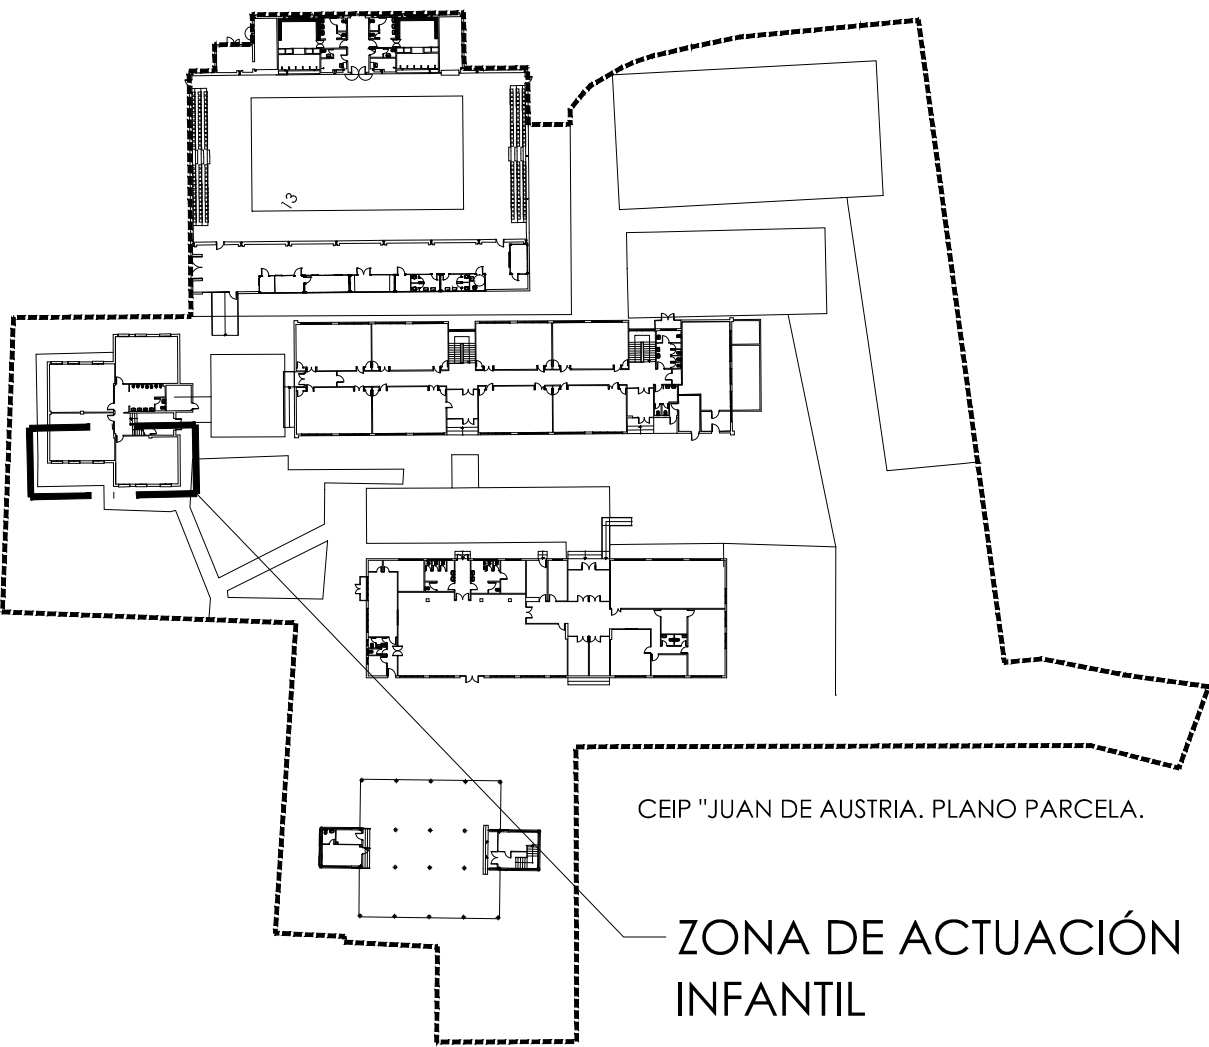 13
CEIP "JUAN DE AUSTRIA. PLANO PARCELA.
ZONA DE ACTUACIÓN
INFANTIL